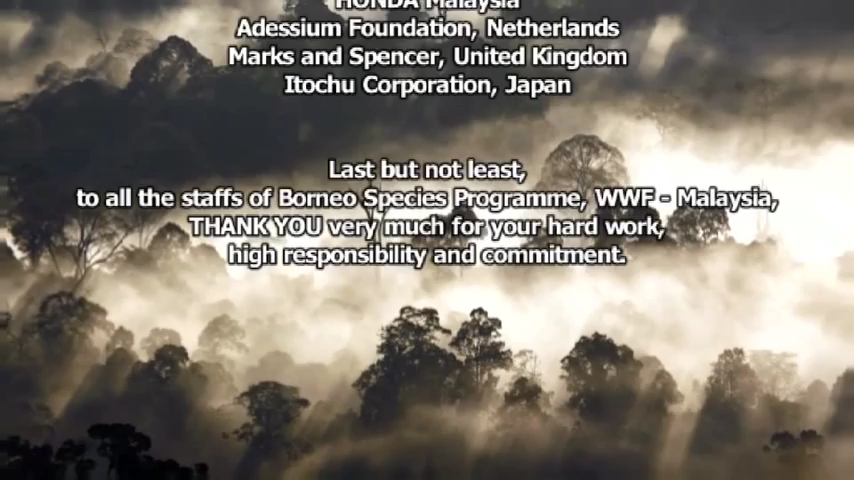 HONDA Malaysia
Adessium Foundation, Netherlands
Marks and Spencer, United Kingdom
Itochu Corporation, Japan
Last but not least,
to all the staffs of Borneo Species Programme, WWF - Malaysia,
THANK YOU very much for your hard work,
high responsibility and commitment.